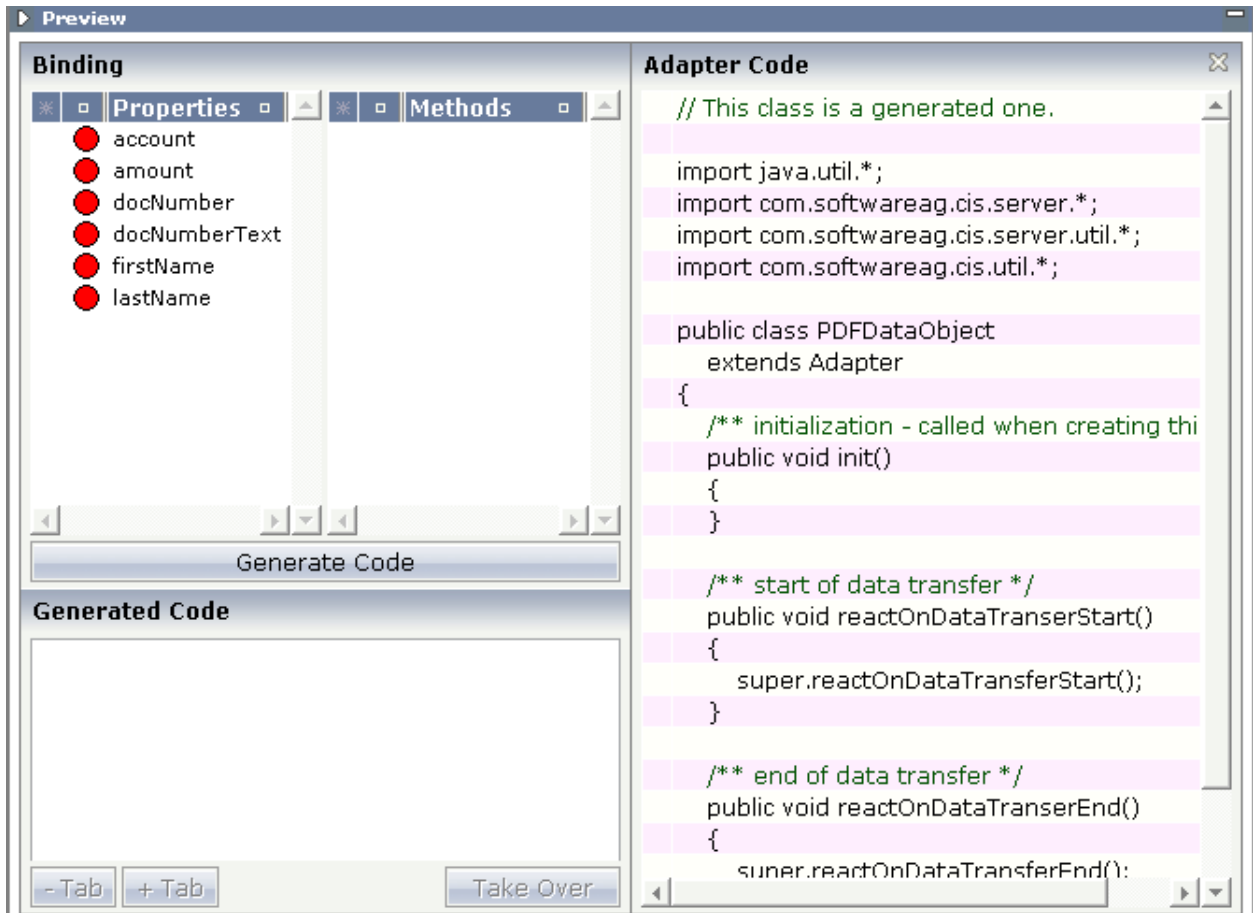 Preview
Binding
Properties
Methods
account
amount
docNumber
docNumberText
firstName
lastName
Generate Code
Generated Code
- Tab
+ Tab
Take Over
Adapter Code
// This class is a generated one.
import java.util.*;
import com.softwareag.cis.server.*;
import com.softwareag.cis.server.util.*;
import com.softwareag.cis.util.*;
public class PDFDataObject
extends Adapter
{
/** initialization - called when creating thi
public void init()
{
}
/** start of data transfer */
public void reactOnDataTranserStart()
{
super.reactOnDataTransferStart();
}
/** end of data transfer */
public void reactOnDataTranserEnd()
{
super.reactOnDataTransferEnd();